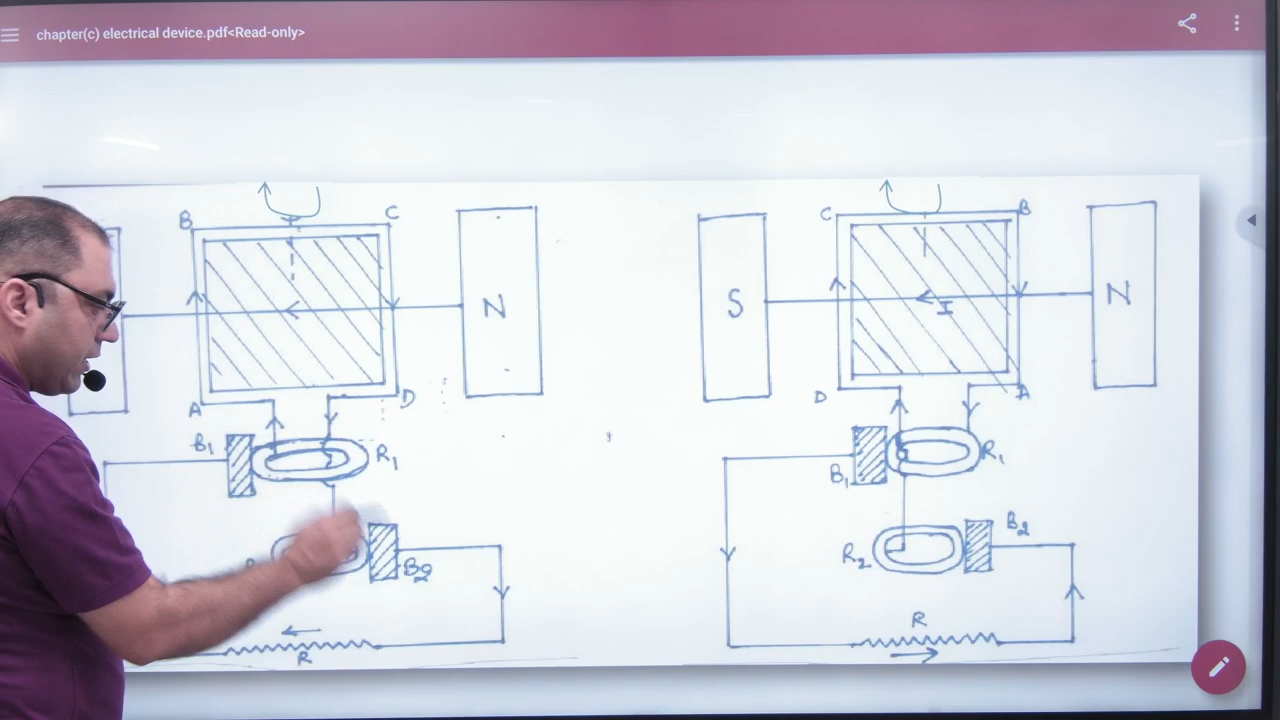 chapter(c) electrical device.pdf<Read-only>
B C
N
A D
B1 R1
B2
R
C B
S I N
D A
B1 R1
R2 B2
R